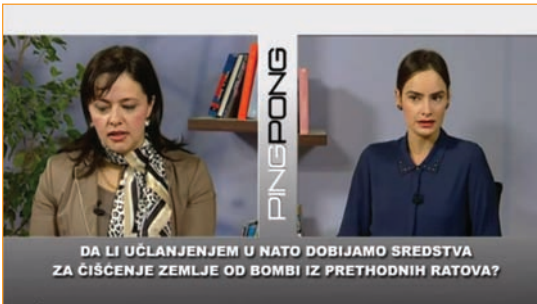 PINGPONG
DA LI UČLANJENJEM U NATO DOBIJAMO SREDSTVA
ZA ČIŠĆENJE ZEMLJE OD BOMBI IZ PRETHODNIH RATOVA?